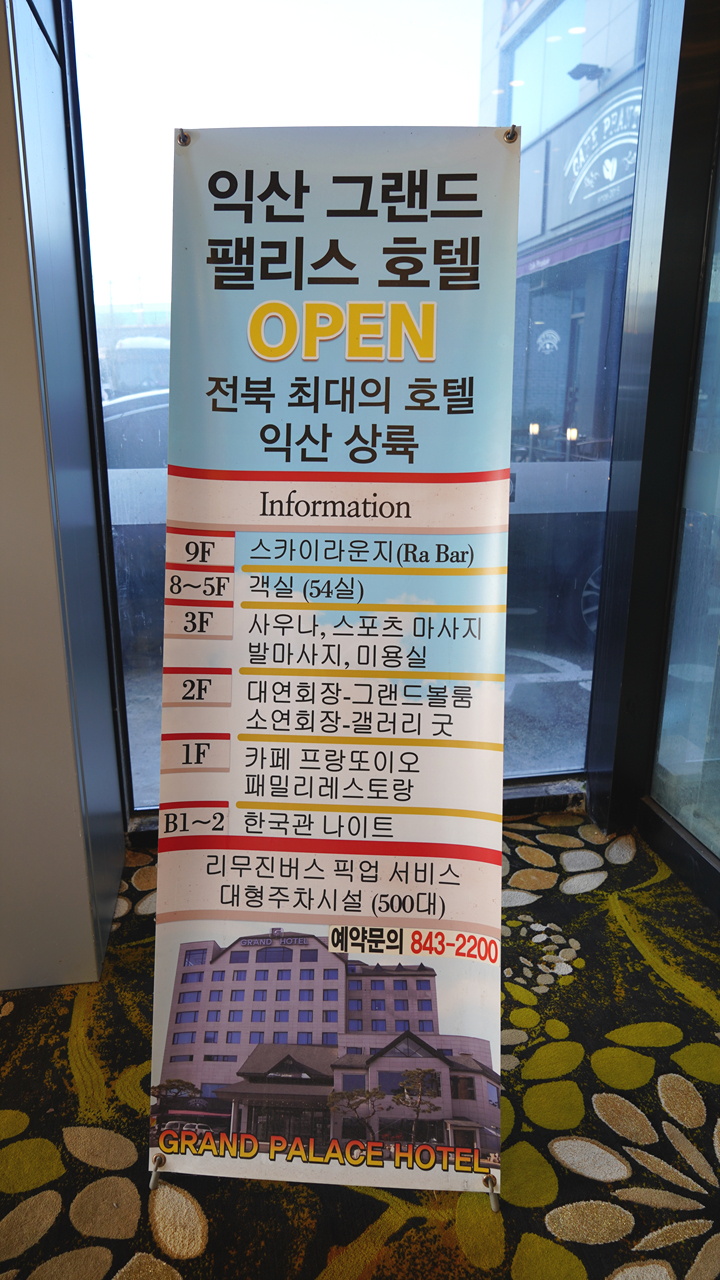 익산 그랜드
팰리스 호텔
OPEN
전북 최대의 호텔
익산 상륙
Information
9F 스카이라운지(Ra Bar)
8~5F 객실 (54실)
3F 사우나, 스포츠 마사지
발마사지, 미용실
2F 대연회장-그랜드볼룸
소연회장-갤러리 굿
1F 카페 프랑또이오
패밀리레스토랑
B1~2 한국관 나이트
리무진버스 픽업 서비스
대형주차시설 (500대)
예약문의 843-2200
GRAND HOTEL
GRAND PALACE HOTEL